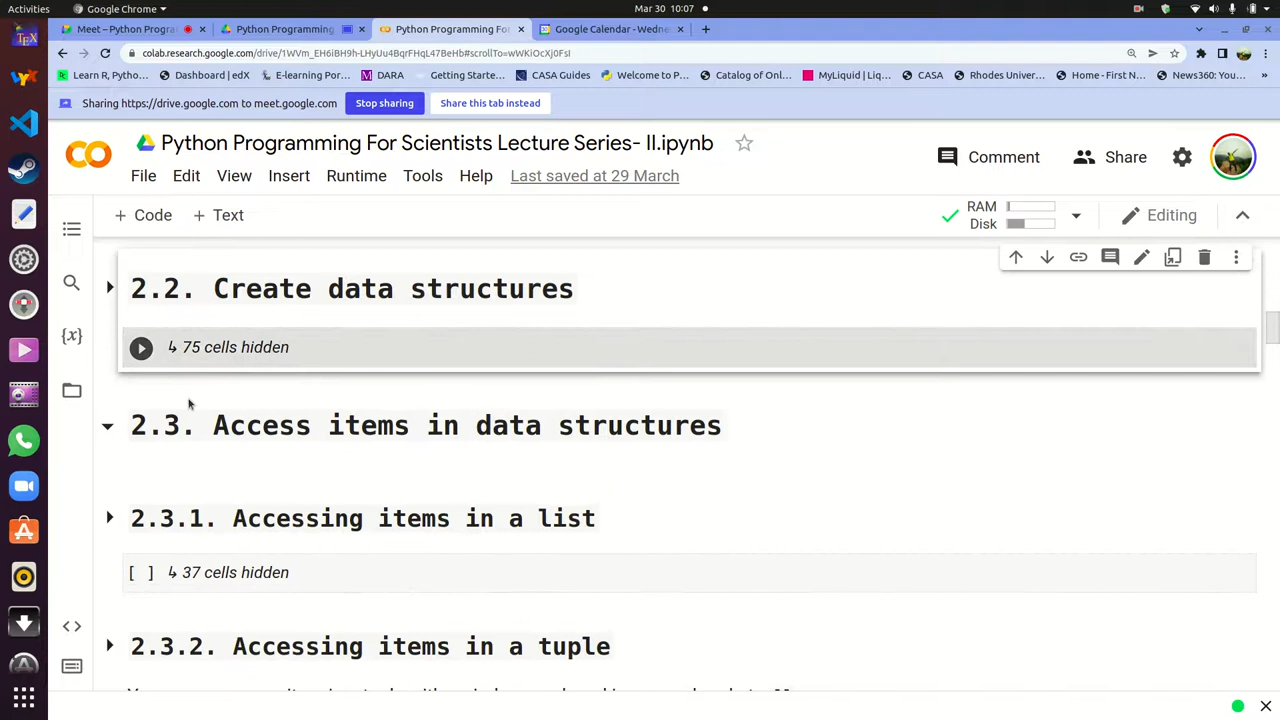 Activities
Google Chrome
Mar 30 10:07
Meet – Python Progra
Python Programming
Python Programming Fo
Google Calendar - Wedne
colab.research.google.com/drive/1WVm_EH6iBH9h-LHyUu4BqrFHqL47BeHb#scrollTo=wWKiOcXj0FsI
Learn R, Pytho...
Dashboard | edX
E-learning Por...
DARA
Getting Starte...
CASA Guides
Welcome to P...
Catalog of Onl...
MyLiquid | Liq...
CASA
Rhodes Univer...
Home - First N...
News360: You...
»
Sharing https://drive.google.com to meet.google.com
Stop sharing
Share this tab instead
Python Programming For Scientists Lecture Series- II.ipynb
Comment
Share
File Edit View Insert Runtime Tools Help Last saved at 29 March
+ Code + Text
RAM
Disk
Editing
2.2. Create data structures
↳ 75 cells hidden
2.3. Access items in data structures
2.3.1. Accessing items in a list
[ ] ↳ 37 cells hidden
2.3.2. Accessing items in a tuple